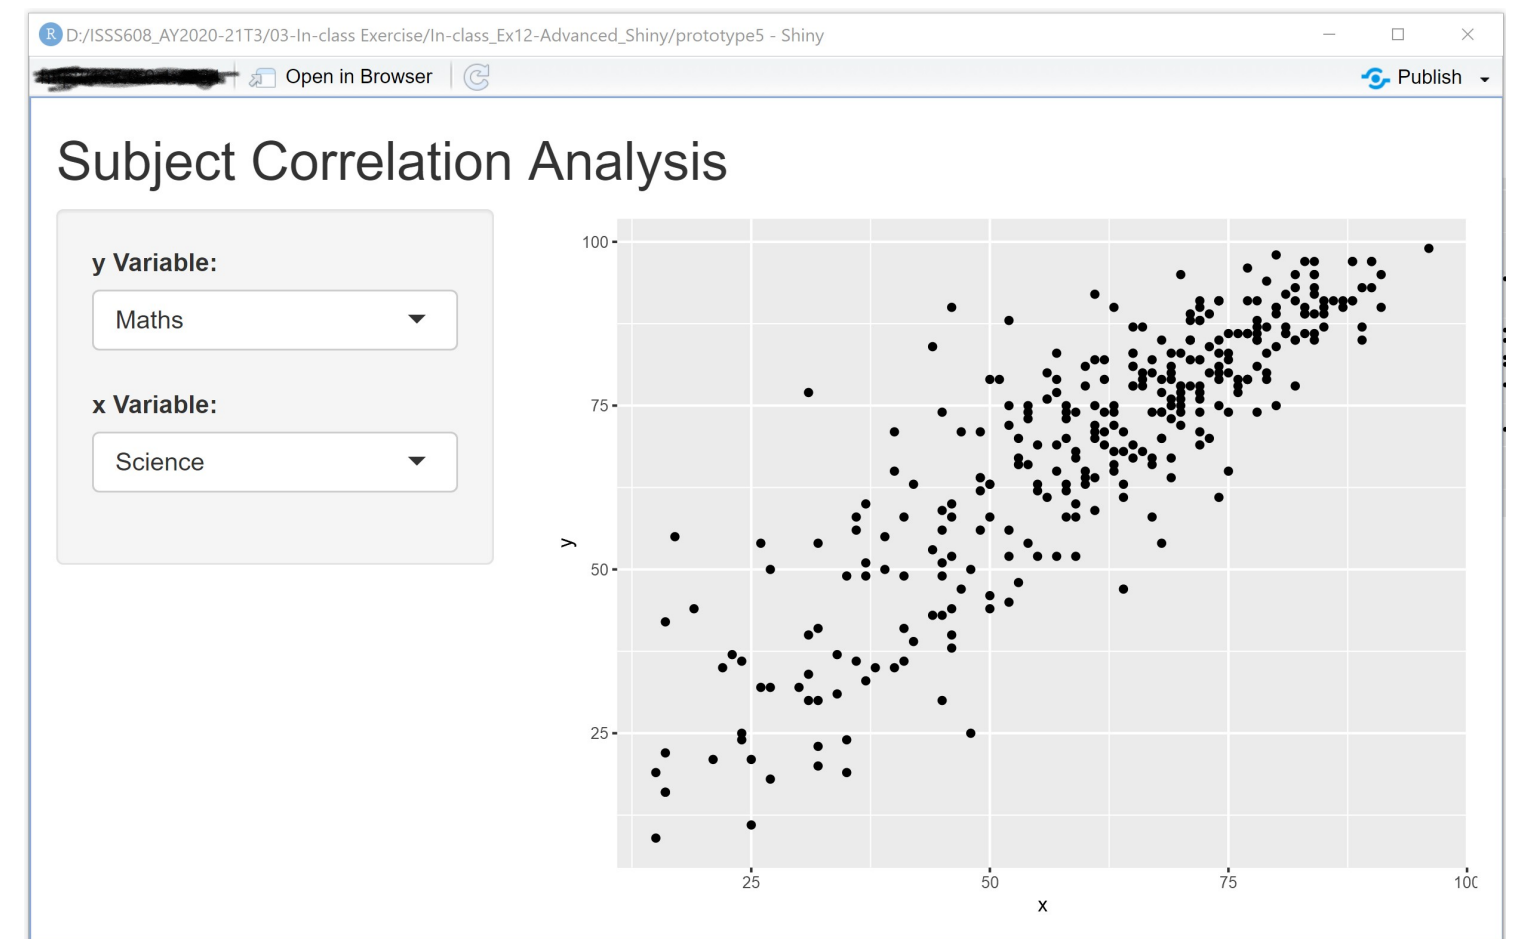 R D:/ISSS608_AY2020-21T3/03-In-class Exercise/In-class_Ex12-Advanced_Shiny/prototype5 - Shiny
Open in Browser Publish
Subject Correlation Analysis
y Variable:
Maths
x Variable:
Science
100
75
50
25
y
25 50 75 100
x